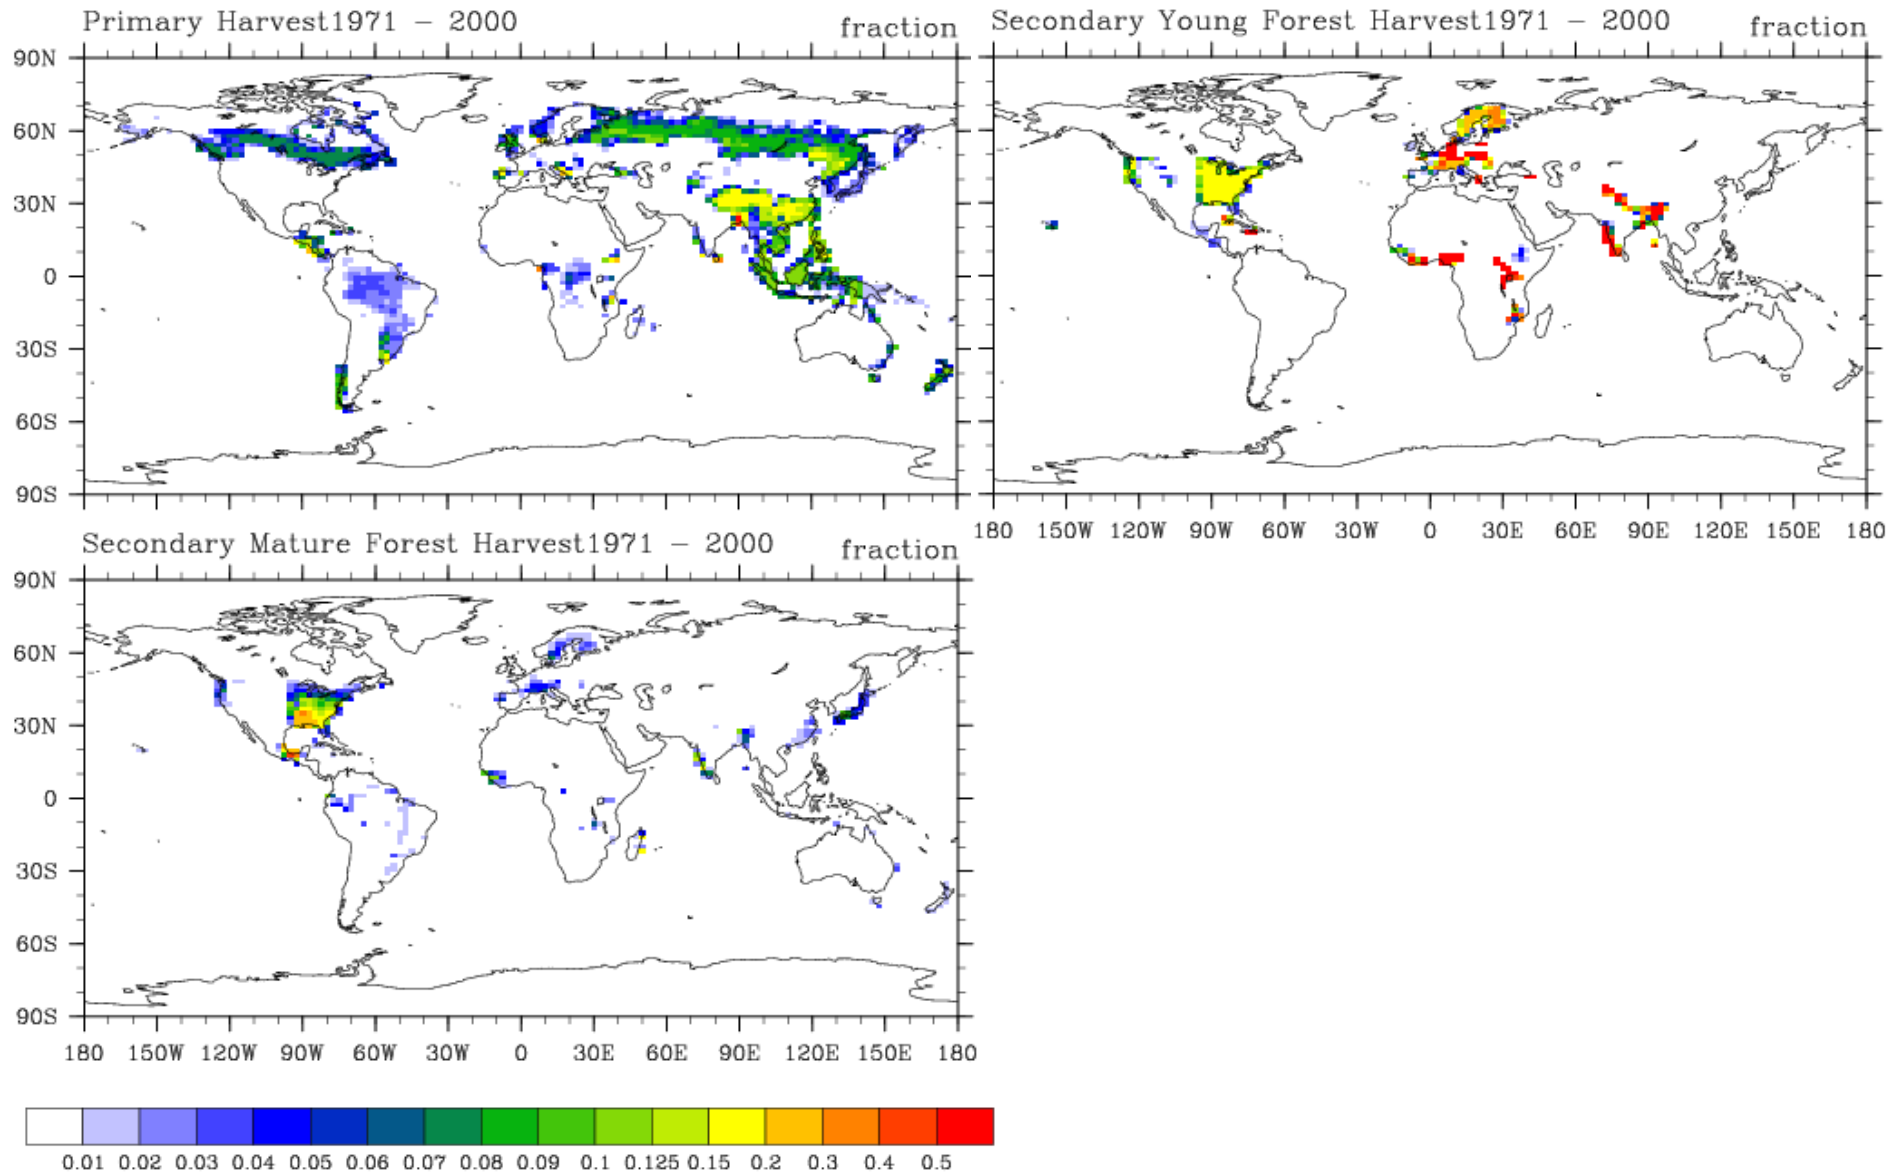 Primary Harvest1971 – 2000 fraction
90N
60N
30N
0
30S
60S
90S
Secondary Young Forest Harvest1971 – 2000 fraction
180 150W 120W 90W 60W 30W 0 30E 60E 90E 120E 150E 180
Secondary Mature Forest Harvest1971 – 2000 fraction
90N
60N
30N
0
30S
60S
90S
180 150W 120W 90W 60W 30W 0 30E 60E 90E 120E 150E 180
0.01 0.02 0.03 0.04 0.05 0.06 0.07 0.08 0.09 0.1 0.125 0.15 0.2 0.3 0.4 0.5